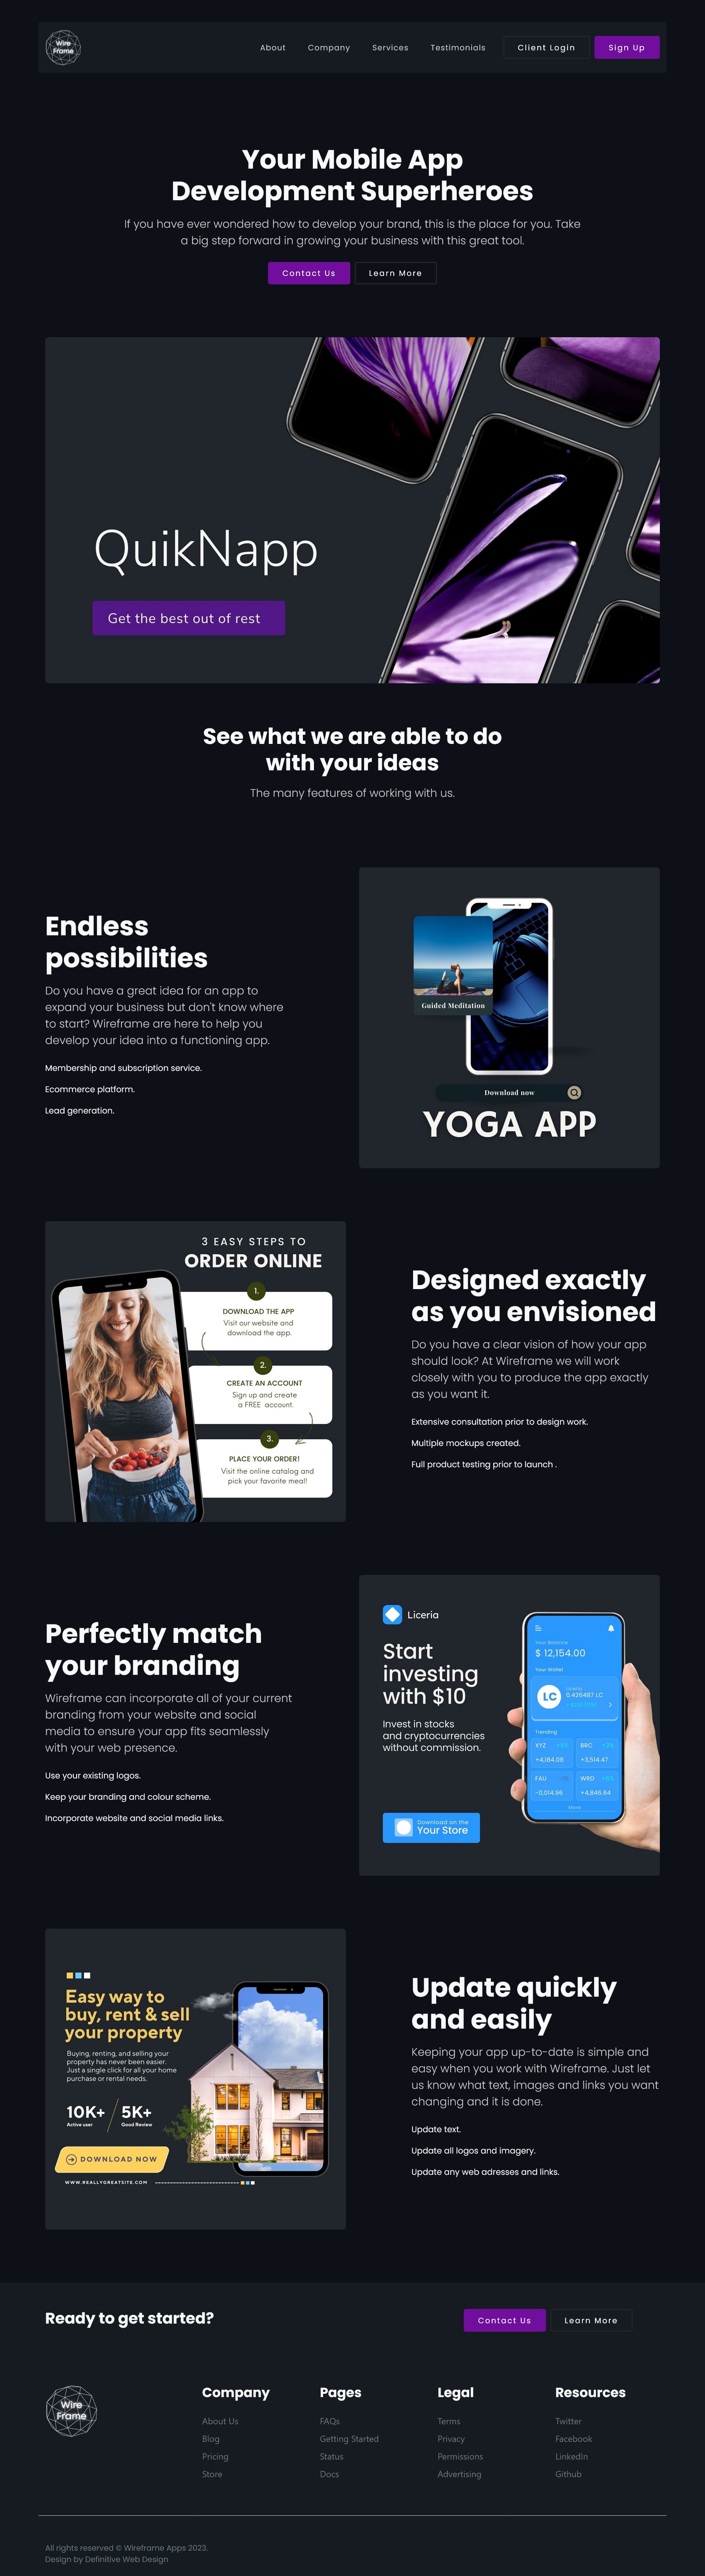 Wire
Frame
About
Company
Services
Testimonials
Client Login
Sign Up
Your Mobile App
Development Superheroes
If you have ever wondered how to develop your brand, this is the place for you. Take
a big step forward in growing your business with this great tool.
Contact Us
Learn More
QuikNapp
Get the best out of rest
See what we are able to do
with your ideas
The many features of working with us.
Endless
possibilities
Do you have a great idea for an app to
expand your business but don't know where
to start? Wireframe are here to help you
develop your idea into a functioning app.
Membership and subscription service.
Ecommerce platform.
Lead generation.
Guided Meditation
Download now
YOGA APP
3 EASY STEPS TO
ORDER ONLINE
1.
DOWNLOAD THE APP
Visit our website and
download the app.
2.
CREATE AN ACCOUNT
Sign up and create
a FREE account.
3.
PLACE YOUR ORDER!
Visit the online catalog and
pick your favorite meal!
Designed exactly
as you envisioned
Do you have a clear vision of how your app
should look? At Wireframe we will work
closely with you to produce the app exactly
as you want it.
Extensive consultation prior to design work.
Multiple mockups created.
Full product testing prior to launch .
Perfectly match
your branding
Wireframe can incorporate all of your current
branding from your website and social
media to ensure your app fits seamlessly
with your web presence.
Use your existing logos.
Keep your branding and colour scheme.
Incorporate website and social media links.
Liceria
Start
investing
with $10
Invest in stocks
and cryptocurrencies
without commission.
Download on the
Your Store
Your Balance
$ 12,154.00
Your Wallet
LC
Liceria
0.426487 LC
Trending
XYZ
+4,184.08
BRC
+3,514.47
FAU
-0,014.96
WRD
+4,846.64
More
Easy way to
buy, rent & sell
your property
Buying, renting, and selling your
property has never been easier.
Just a single click for all your home
purchase or rental needs.
10K+
Active user
5K+
Good Review
DOWNLOAD NOW
WWW.REALLYGREATSITE.COM
Update quickly
and easily
Keeping your app up-to-date is simple and
easy when you work with Wireframe. Just let
us know what text, images and links you want
changing and it is done.
Update text.
Update all logos and imagery.
Update any web adresses and links.
Ready to get started?
Contact Us
Learn More
Wire
Frame
Company
About Us
Blog
Pricing
Store
Pages
FAQs
Getting Started
Status
Docs
Legal
Terms
Privacy
Permissions
Advertising
Resources
Twitter
Facebook
LinkedIn
Github
All rights reserved © Wireframe Apps 2023.
Design by Definitive Web Design